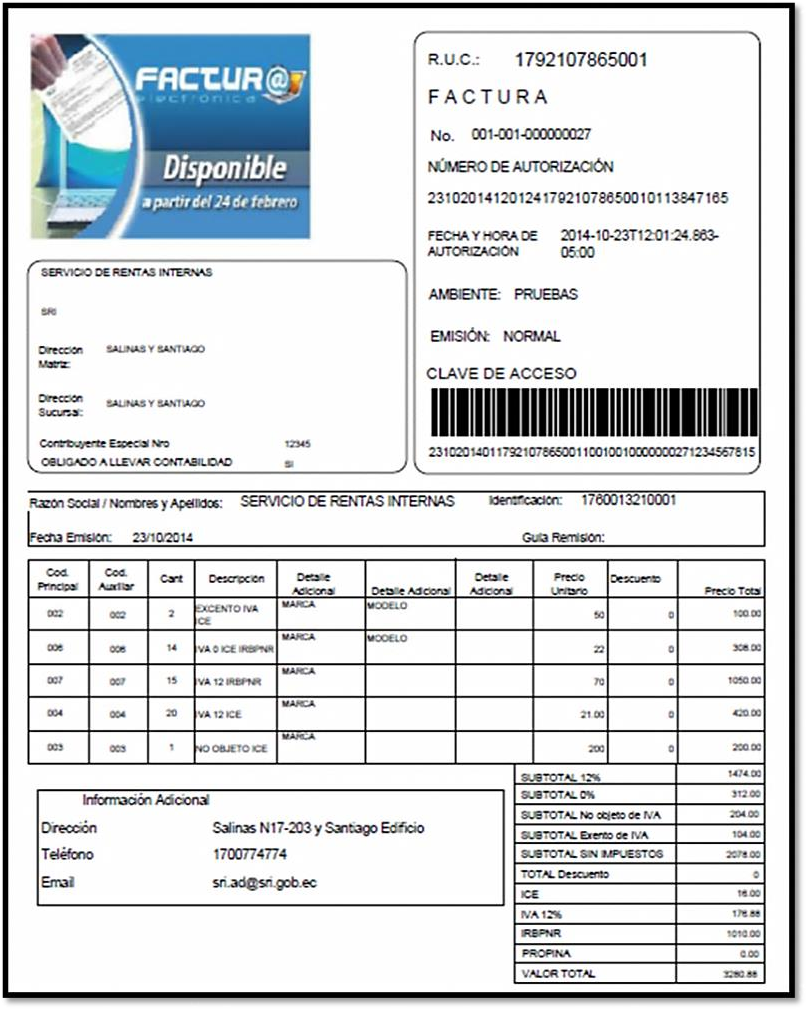 FACTUR@
electrónica
Disponible
a partir del 24 de febrero
R.U.C.: 1792107865001
FACTURA
No. 001-001-000000027
NÚMERO DE AUTORIZACIÓN
2310201412012417921078650010113847165
FECHA Y HORA DE AUTORIZACIÓN 2014-10-23T12:01:24.863-05:00
AMBIENTE: PRUEBAS
EMISIÓN: NORMAL
CLAVE DE ACCESO
2310201401179210786500110010010000000271234567815
SERVICIO DE RENTAS INTERNAS
SRI
Dirección Matriz: SALINAS Y SANTIAGO
Dirección Sucursal: SALINAS Y SANTIAGO
Contribuyente Especial Nro 12345
OBLIGADO A LLEVAR CONTABILIDAD SI
Razón Social / Nombres y Apellidos: SERVICIO DE RENTAS INTERNAS Identificación: 1760013210001
Fecha Emisión: 23/10/2014 Guía Remisión:
Cod. Principal Cod. Auxiliar Cant Descripción Detalle Adicional Detalle Adicional Detalle Adicional Precio Unitario Descuento Precio Total
002 002 2 EXCENTO IVA ICE MARCA MODELO 50 0 100.00
006 006 14 IVA 0 ICE IRBPNR MARCA MODELO 22 0 308.00
007 007 15 IVA 12 IRBPNR MARCA 70 0 1050.00
004 004 20 IVA 12 ICE MARCA 21.00 0 420.00
003 003 1 NO OBJETO ICE MARCA 200 0 200.00
SUBTOTAL 12% 1474.00
SUBTOTAL 0% 312.00
SUBTOTAL No objeto de IVA 204.00
SUBTOTAL Exento de IVA 104.00
SUBTOTAL SIN IMPUESTOS 2078.00
TOTAL Descuento 0
ICE 16.00
IVA 12% 176.88
IRBPNR 1010.00
PROPINA 0.00
VALOR TOTAL 3280.88
Información Adicional
Dirección Salinas N17-203 y Santiago Edificio
Teléfono 1700774774
Email sri.ad@sri.gob.ec